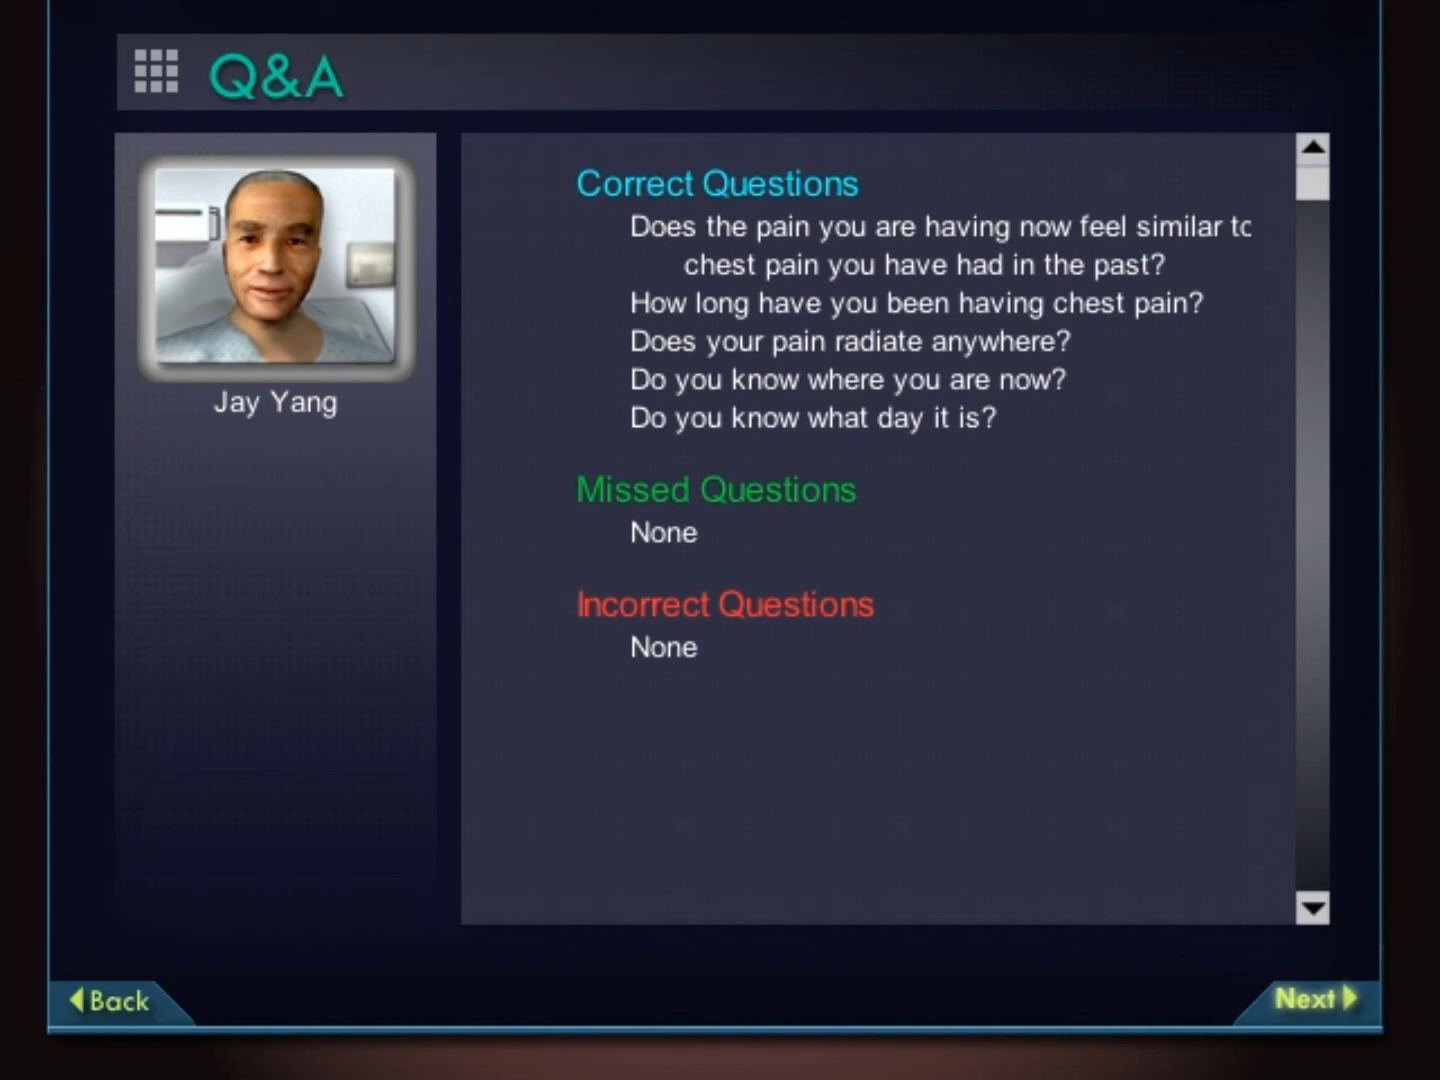 Q&A
Jay Yang
Correct Questions
Does the pain you are having now feel similar to
chest pain you have had in the past?
How long have you been having chest pain?
Does your pain radiate anywhere?
Do you know where you are now?
Do you know what day it is?
Missed Questions
None
Incorrect Questions
None
Back
Next